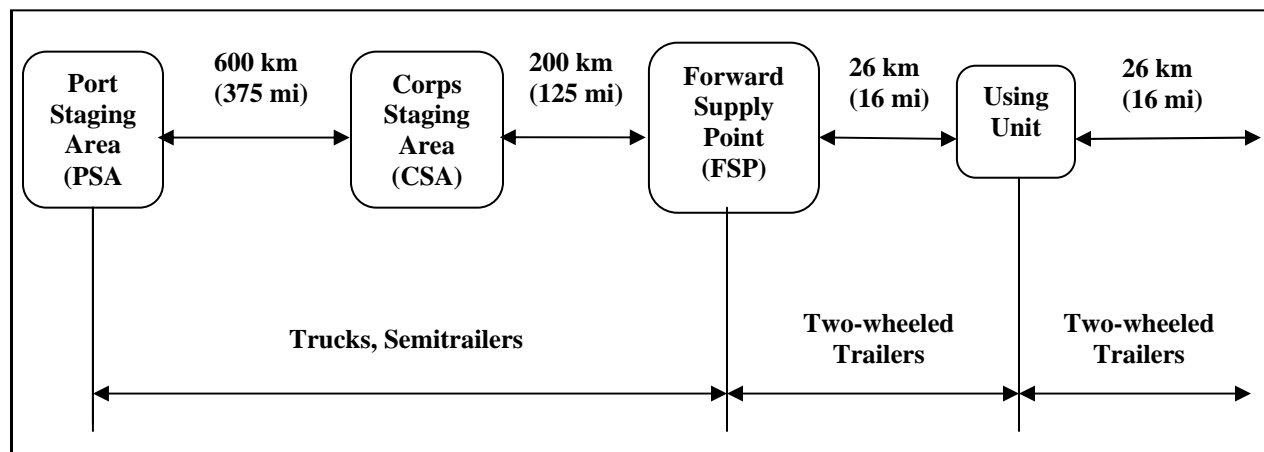 Port
Staging
Area
(PSA
600 km
(375 mi)
Corps
Staging
Area
(CSA)
200 km
(125 mi)
Forward
Supply
Point
(FSP)
26 km
(16 mi)
Using
Unit
26 km
(16 mi)
Trucks, Semitrailers
Two-wheeled
Trailers
Two-wheeled
Trailers